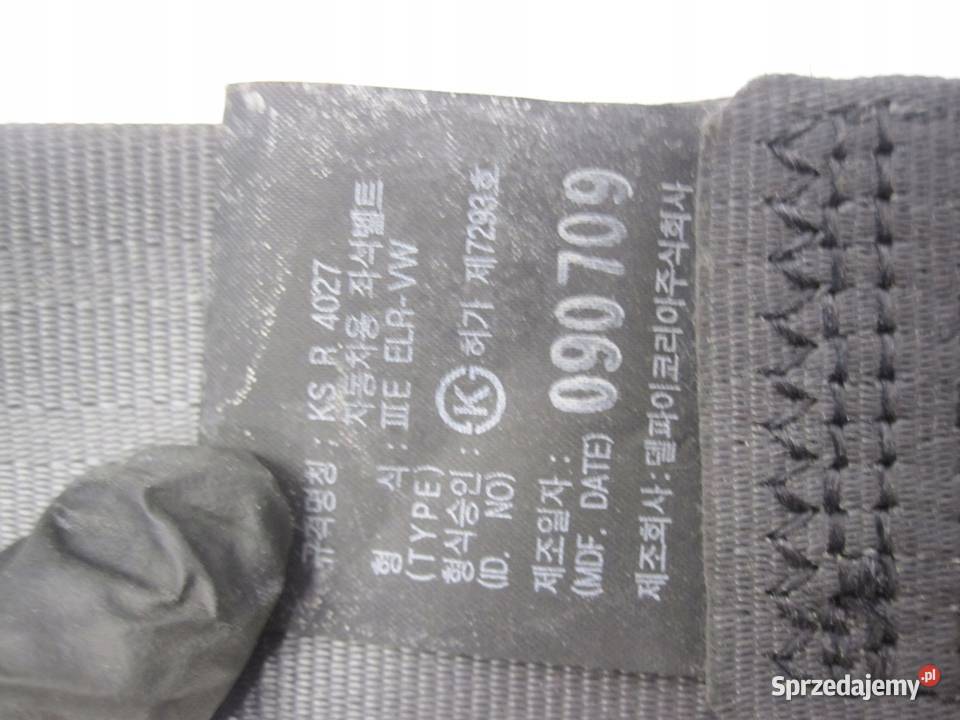 규격명칭 : KS R 4027
자동차용 좌석벨트
형 식 : ⅢE ELR-VW
(TYPE)
형식승인 : K 허가 제7293호
(ID. NO)
제조일자 : 090709
(MDF. DATE)
제조회사 : 델파이코리아주식회사
Sprzedajemy.pl